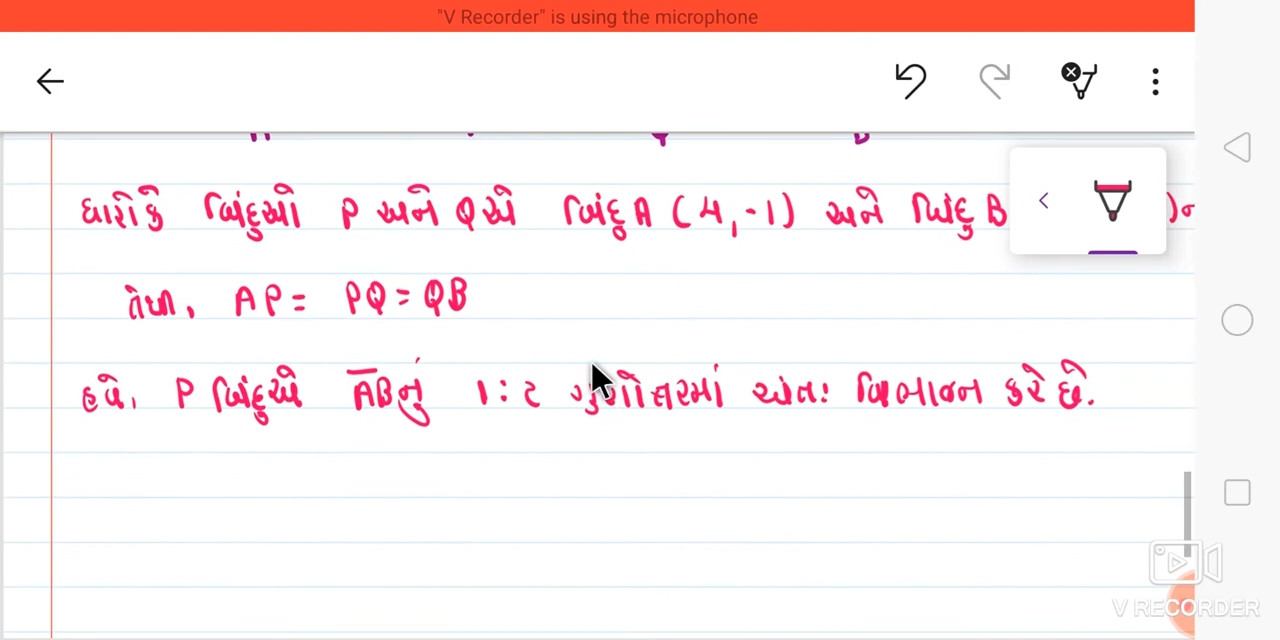 "V Recorder" is using the microphone
ધારોકે બિંદુઓ P અને Q એ બિંદુ A (4, -1) અને બિંદુ B
તેથી, AP = PQ = QB
હવે, P બિંદુએ AB નું 1:2 ગુણોત્તરમાં અંતઃ વિભાજન કરે છે.
V RECORDER